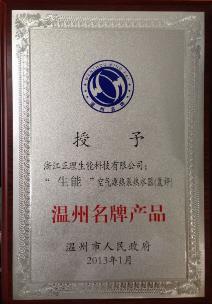 授 予
浙江正理生能科技有限公司:
“生能”空气源热泵热水器(复评)
温州名牌产品
温州市人民政府
2013年1月